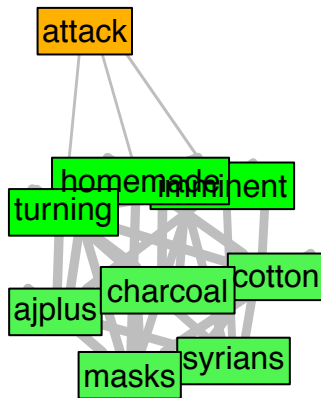 attack
homemade
imminent
turning
cotton
charcoal
ajplus
syrians
masks